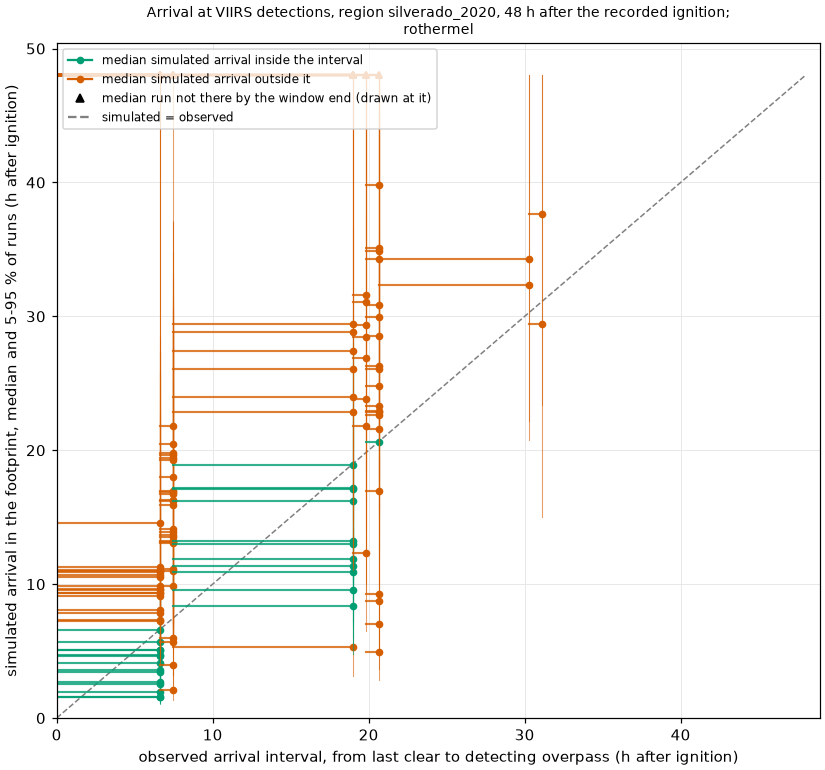 Arrival at VIIRS detections, region silverado_2020, 48 h after the recorded ignition;
rothermel
simulated arrival in the footprint, median and 5-95 % of runs (h after ignition)
50
40
30
20
10
0
median simulated arrival inside the interval
median simulated arrival outside it
median run not there by the window end (drawn at it)
simulated = observed
0
10
20
30
40
observed arrival interval, from last clear to detecting overpass (h after ignition)